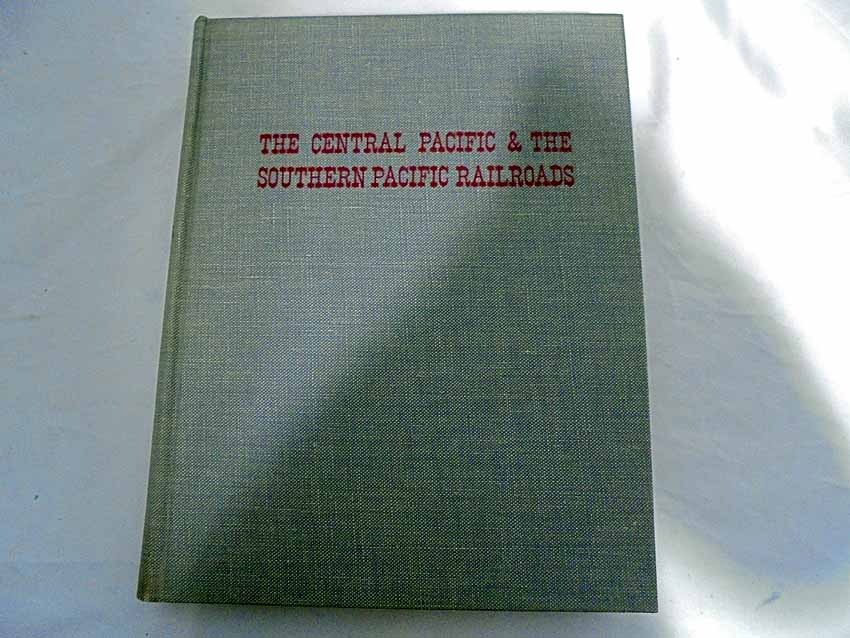 THE CENTRAL PACIFIC & THE
SOUTHERN PACIFIC RAILROADS